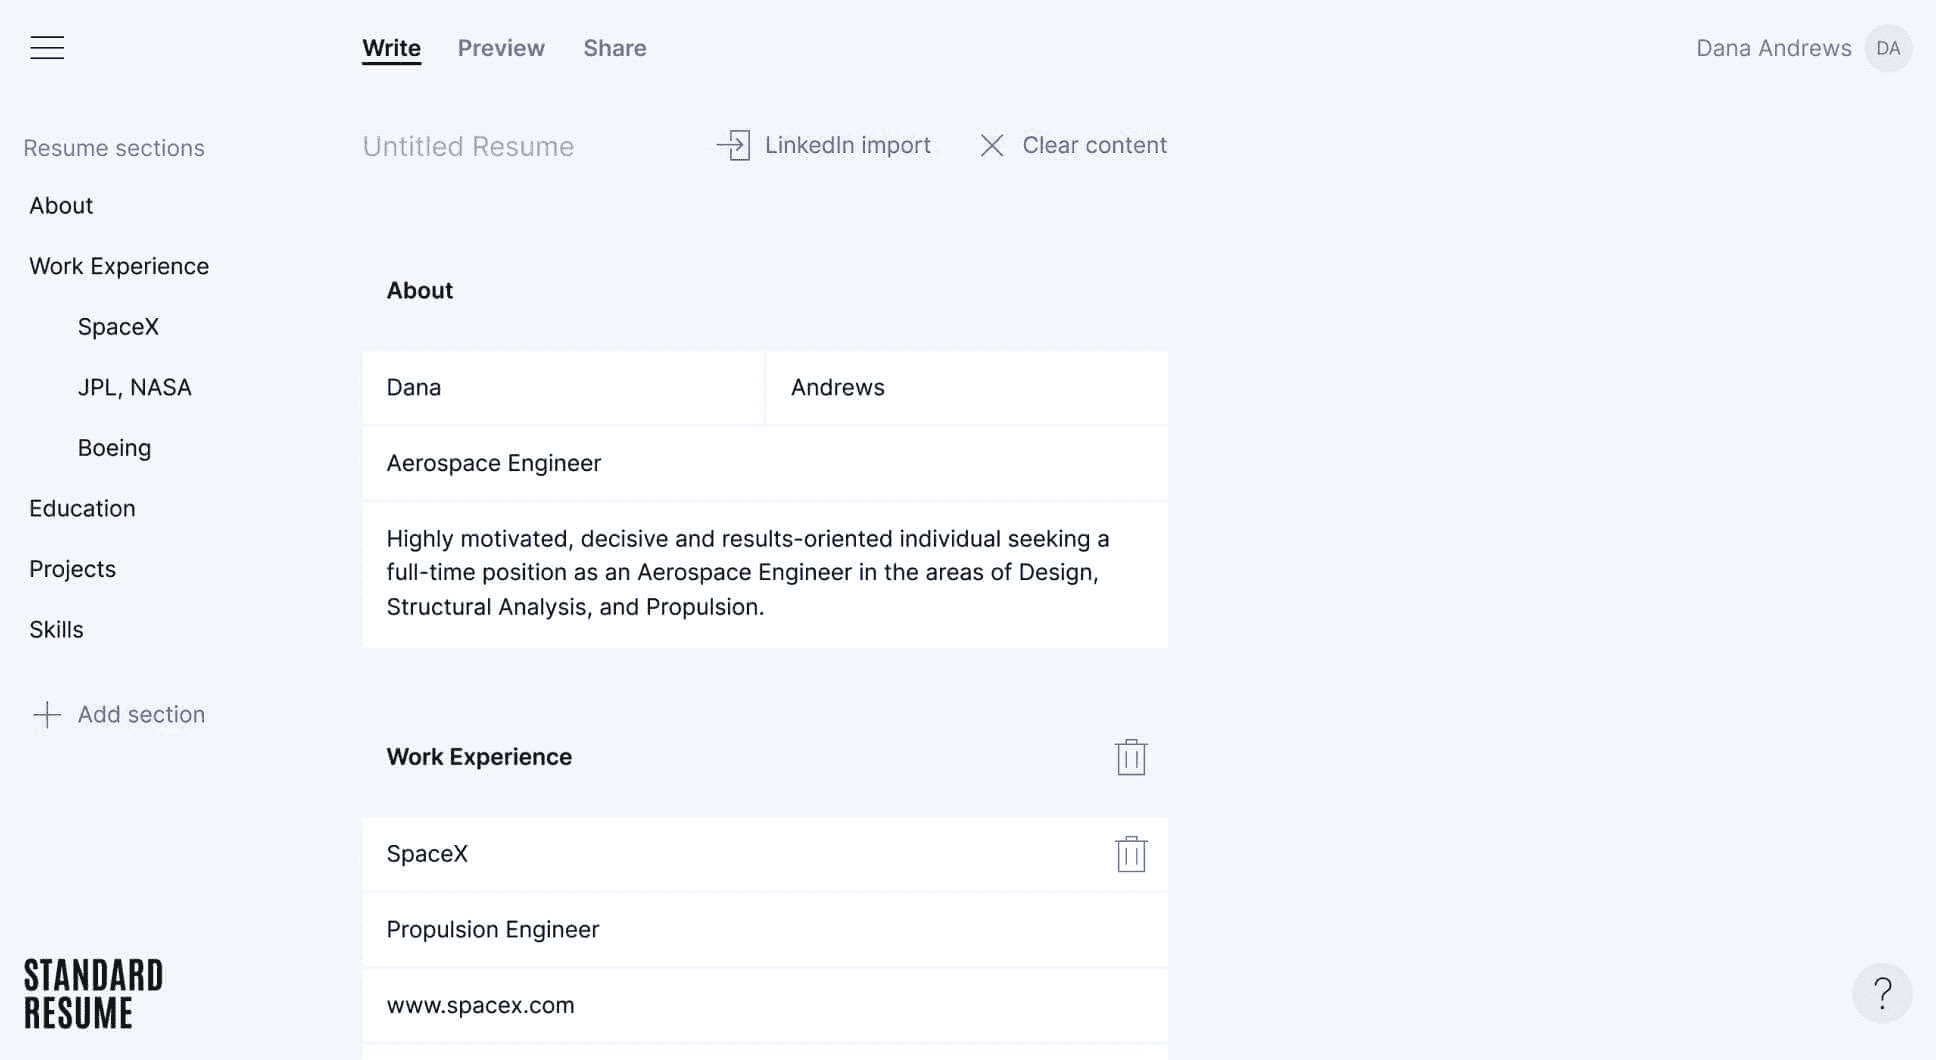 Write Preview Share
Dana Andrews DA
Resume sections
About
Work Experience
SpaceX
JPL, NASA
Boeing
Education
Projects
Skills
Add section
Untitled Resume
LinkedIn import
Clear content
About
Dana
Andrews
Aerospace Engineer
Highly motivated, decisive and results-oriented individual seeking a
full-time position as an Aerospace Engineer in the areas of Design,
Structural Analysis, and Propulsion.
Work Experience
SpaceX
Propulsion Engineer
www.spacex.com
STANDARD
RESUME
?